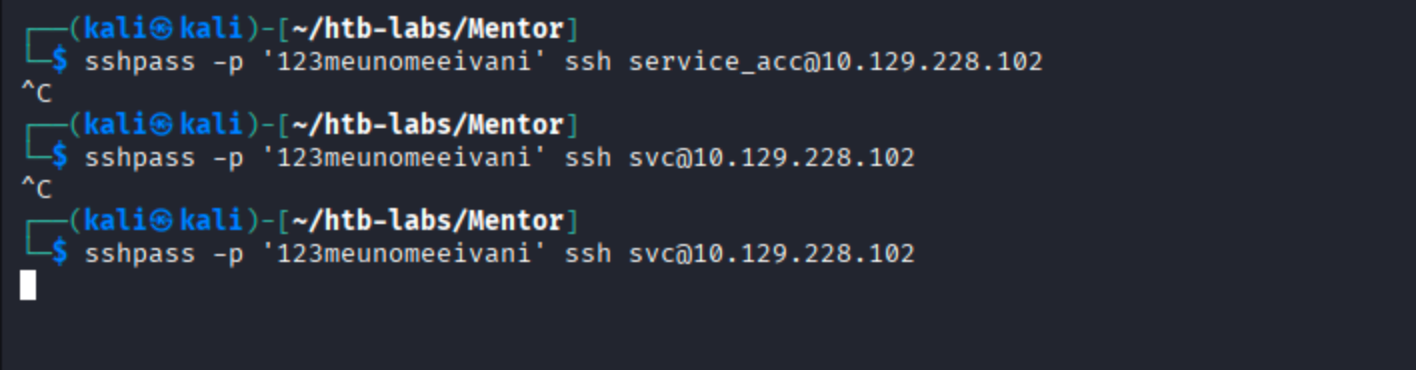 ┌──(kali㉿kali)-[~/htb-labs/Mentor]
└─$ sshpass -p '123meunomeeivani' ssh service_acc@10.129.228.102
^C
┌──(kali㉿kali)-[~/htb-labs/Mentor]
└─$ sshpass -p '123meunomeeivani' ssh svc@10.129.228.102
^C
┌──(kali㉿kali)-[~/htb-labs/Mentor]
└─$ sshpass -p '123meunomeeivani' ssh svc@10.129.228.102